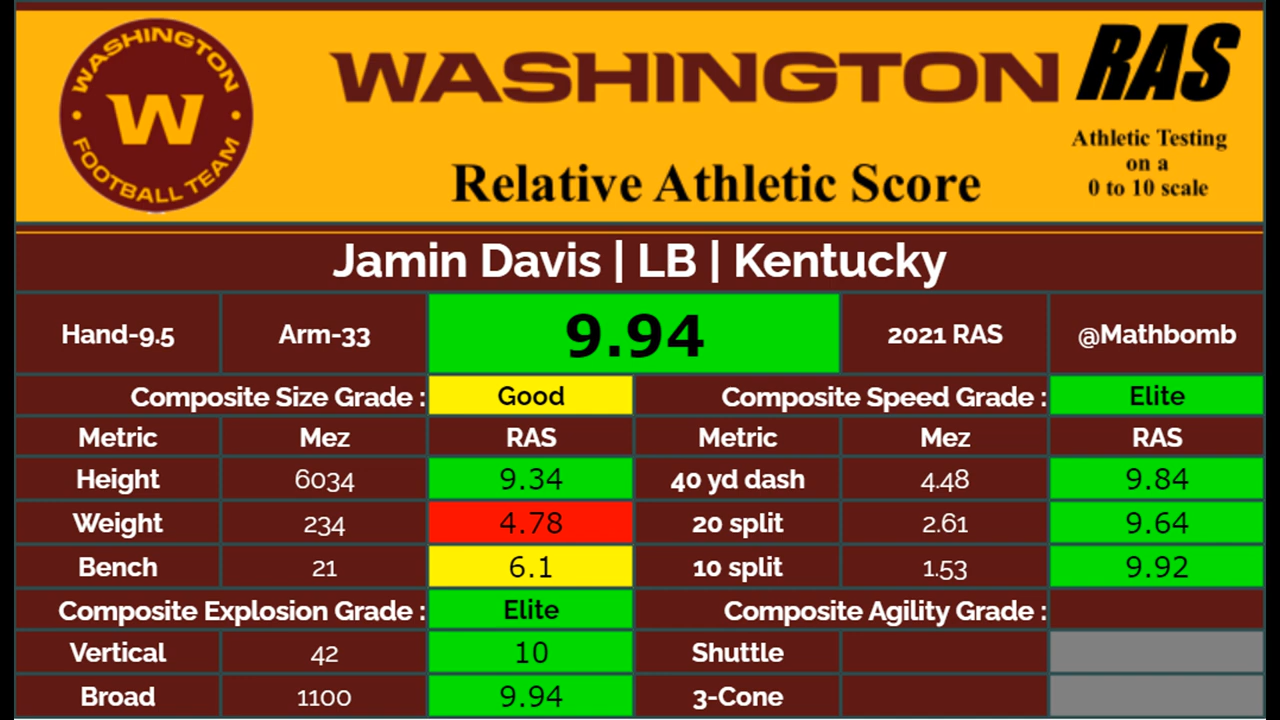 WASHINGTON
W
FOOTBALL TEAM
WASHINGTON
RAS
Athletic Testing
on a
0 to 10 scale
Relative Athletic Score
Jamin Davis | LB | Kentucky
Hand-9.5 Arm-33 9.94 2021 RAS @Mathbomb
Composite Size Grade : Good Composite Speed Grade : Elite
Metric Mez RAS Metric Mez RAS
Height 6034 9.34 40 yd dash 4.48 9.84
Weight 234 4.78 20 split 2.61 9.64
Bench 21 6.1 10 split 1.53 9.92
Composite Explosion Grade : Elite Composite Agility Grade :
Vertical 42 10 Shuttle
Broad 1100 9.94 3-Cone